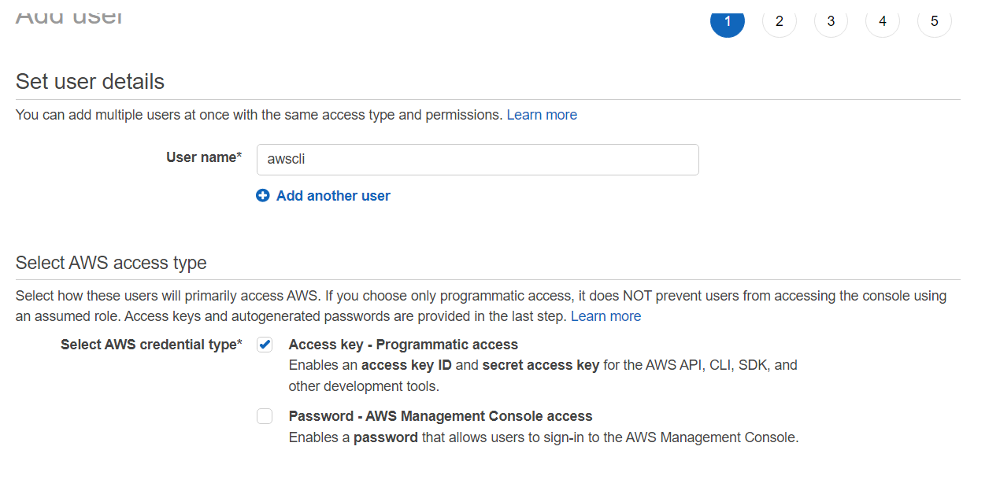 Add user
1 2 3 4 5
Set user details
You can add multiple users at once with the same access type and permissions. Learn more
User name* awscli
Add another user
Select AWS access type
Select how these users will primarily access AWS. If you choose only programmatic access, it does NOT prevent users from accessing the console using
an assumed role. Access keys and autogenerated passwords are provided in the last step. Learn more
Select AWS credential type* Access key - Programmatic access
Enables an access key ID and secret access key for the AWS API, CLI, SDK, and
other development tools.
Password - AWS Management Console access
Enables a password that allows users to sign-in to the AWS Management Console.